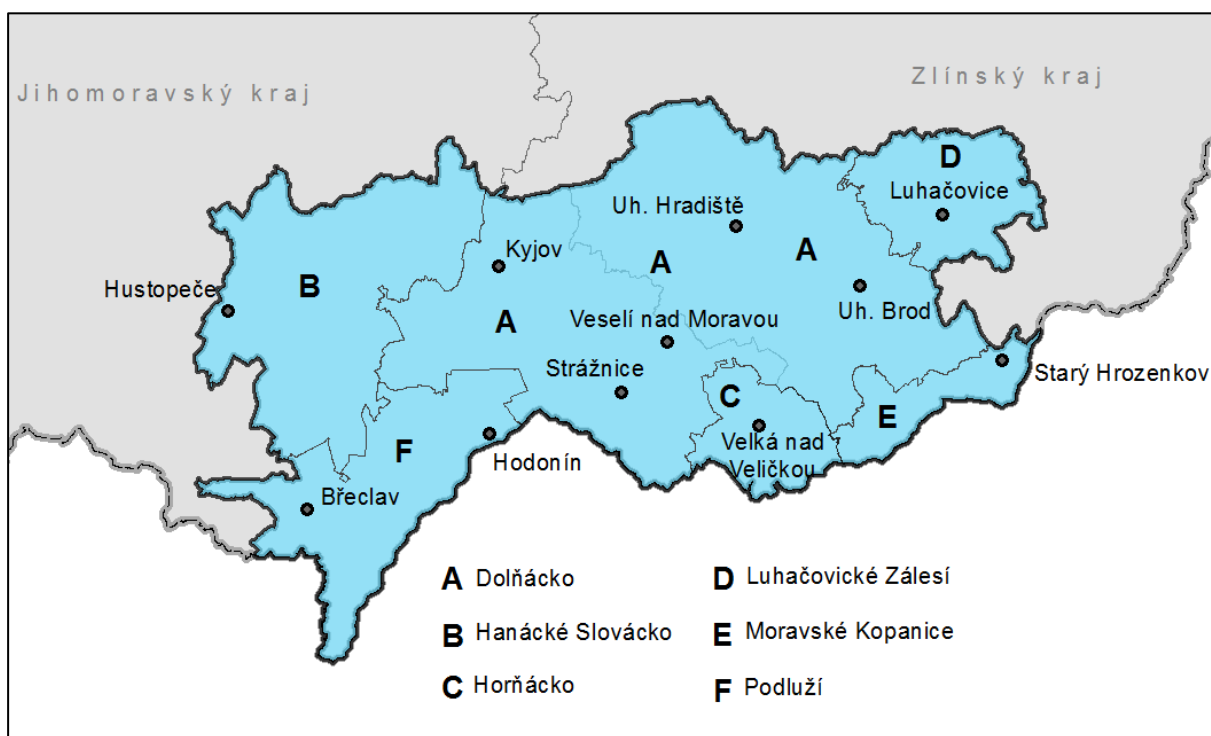 Zlínský kraj
Jihomoravský kraj
D
Luhačovice
Uh. Hradiště
Kyjov
A
A
Hustopeče
B
Uh. Brod
A
Veselí nad Moravou
Strážnice
Starý Hrozenkov
C
E
Velká nad
Veličkou
F
Hodonín
Břeclav
A Dolňácko
B Hanácké Slovácko
C Horňácko
D Luhačovické Zálesí
E Moravské Kopanice
F Podluží